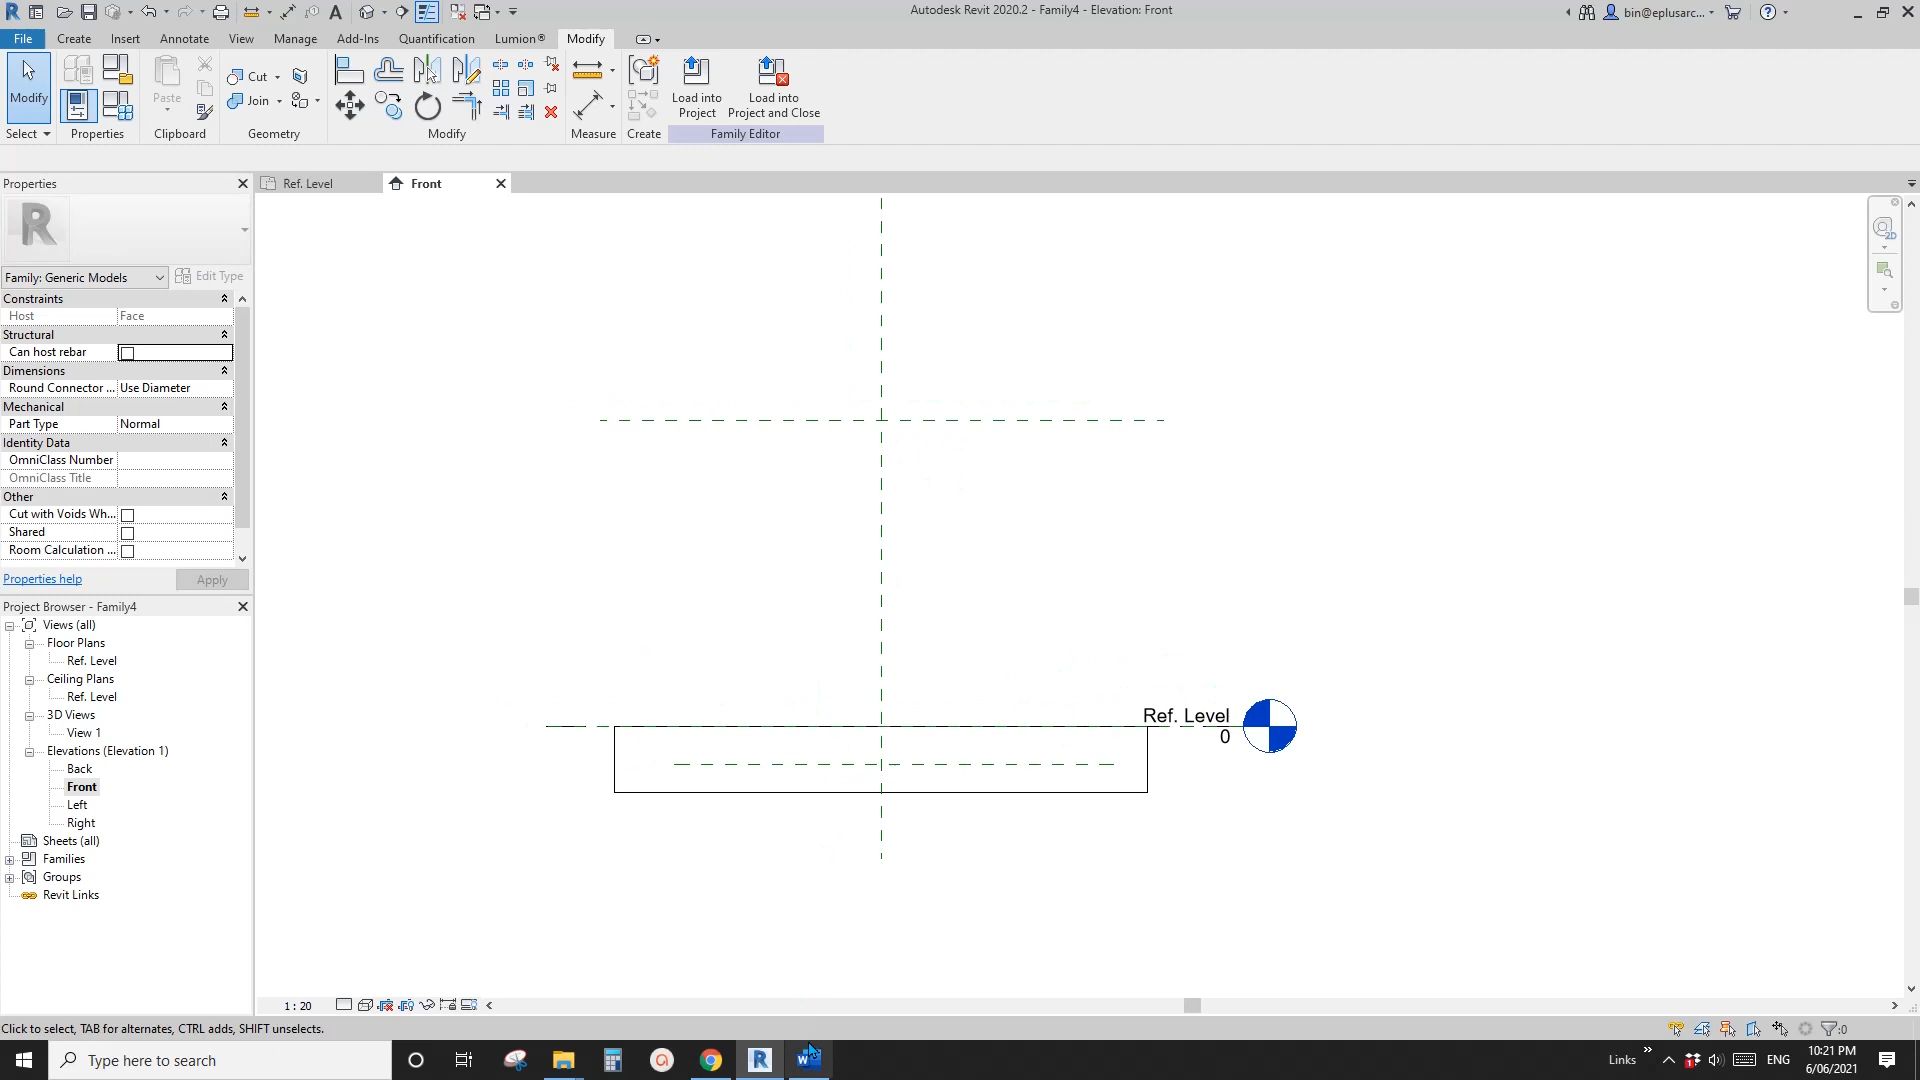 Autodesk Revit 2020.2 - Family4 - Elevation: Front
bin@eplusarc...
File Create Insert Annotate View Manage Add-Ins Quantification Lumion® Modify
Modify
Paste
Cut
Join
Load into Project
Load into Project and Close
Select Properties Clipboard Geometry Modify Measure Create Family Editor
Properties
Ref. Level
Front
R
2D
Family: Generic Models
Edit Type
Constraints
Host Face
Structural
Can host rebar
Dimensions
Round Connector ... Use Diameter
Mechanical
Part Type Normal
Identity Data
OmniClass Number
OmniClass Title
Other
Cut with Voids Wh...
Shared
Room Calculation ...
Properties help
Apply
Project Browser - Family4
Views (all)
Floor Plans
Ref. Level
Ceiling Plans
Ref. Level
3D Views
View 1
Elevations (Elevation 1)
Back
Front
Left
Right
Sheets (all)
Families
Groups
Revit Links
Ref. Level
0
1 : 20
Click to select, TAB for alternates, CTRL adds, SHIFT unselects.
:0
Type here to search
Links
ENG
10:21 PM
6/06/2021